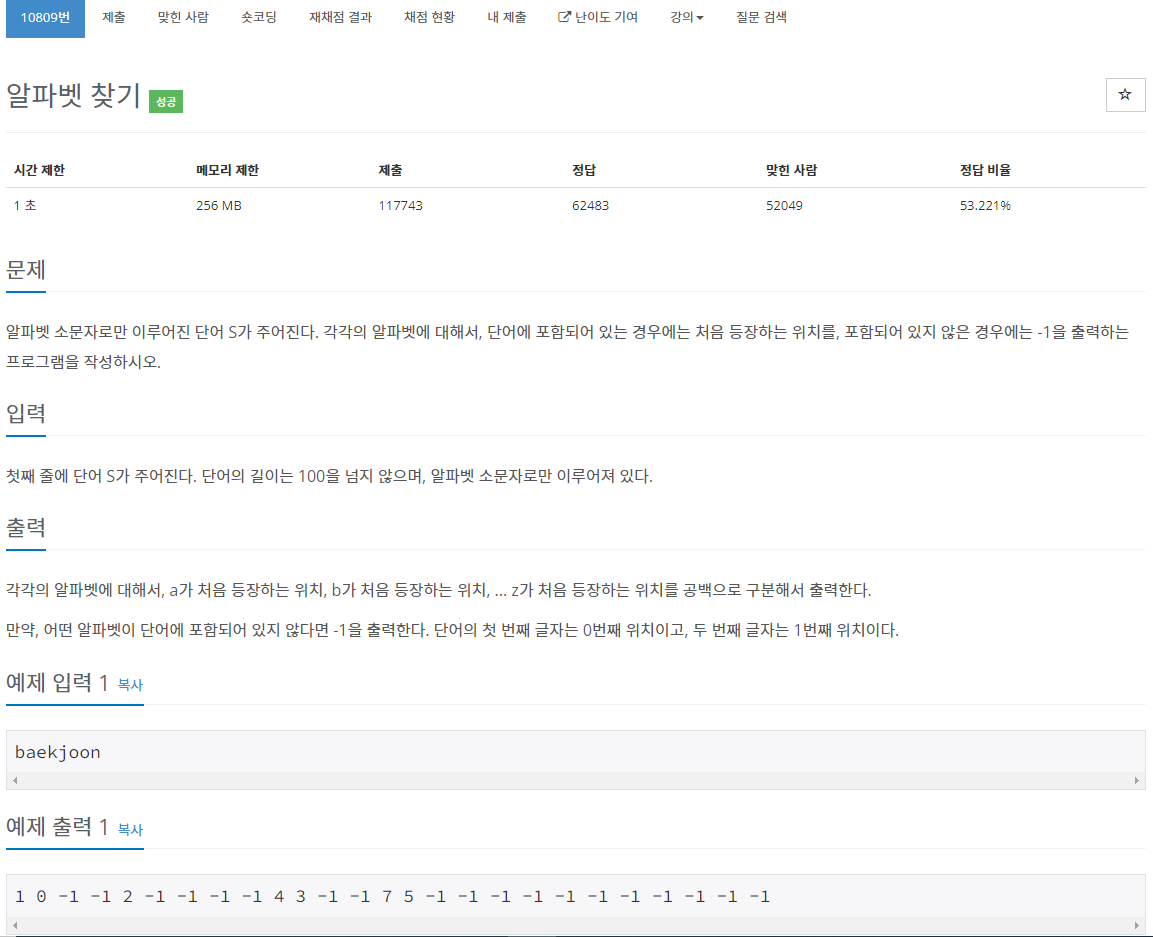 10809번 제출 맞힌 사람 숏코딩 재채점 결과 채점 현황 내 제출 난이도 기여 강의 질문 검색
알파벳 찾기 성공
시간 제한 메모리 제한 제출 정답 맞힌 사람 정답 비율
1 초 256 MB 117743 62483 52049 53.221%
문제
알파벳 소문자로만 이루어진 단어 S가 주어진다. 각각의 알파벳에 대해서, 단어에 포함되어 있는 경우에는 처음 등장하는 위치를, 포함되어 있지 않은 경우에는 -1을 출력하는
프로그램을 작성하시오.
입력
첫째 줄에 단어 S가 주어진다. 단어의 길이는 100을 넘지 않으며, 알파벳 소문자로만 이루어져 있다.
출력
각각의 알파벳에 대해서, a가 처음 등장하는 위치, b가 처음 등장하는 위치, ... z가 처음 등장하는 위치를 공백으로 구분해서 출력한다.
만약, 어떤 알파벳이 단어에 포함되어 있지 않다면 -1을 출력한다. 단어의 첫 번째 글자는 0번째 위치이고, 두 번째 글자는 1번째 위치이다.
예제 입력 1 복사
baekjoon
예제 출력 1 복사
1 0 -1 -1 2 -1 -1 -1 -1 4 3 -1 -1 7 5 -1 -1 -1 -1 -1 -1 -1 -1 -1 -1 -1